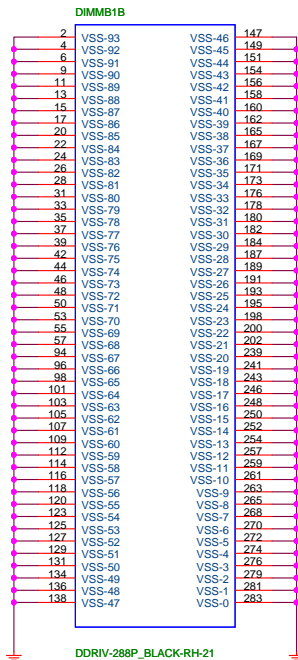 DIMMB1B
2 VSS-93 VSS-46 147
4 VSS-92 VSS-45 149
6 VSS-91 VSS-44 151
9 VSS-90 VSS-43 154
11 VSS-89 VSS-42 156
13 VSS-88 VSS-41 158
15 VSS-87 VSS-40 160
17 VSS-86 VSS-39 162
20 VSS-85 VSS-38 165
22 VSS-84 VSS-37 167
24 VSS-83 VSS-36 169
26 VSS-82 VSS-35 171
28 VSS-81 VSS-34 173
31 VSS-80 VSS-33 176
33 VSS-79 VSS-32 178
35 VSS-78 VSS-31 180
37 VSS-77 VSS-30 182
39 VSS-76 VSS-29 184
42 VSS-75 VSS-28 187
44 VSS-74 VSS-27 189
46 VSS-73 VSS-26 191
48 VSS-72 VSS-25 193
50 VSS-71 VSS-24 195
53 VSS-70 VSS-23 198
55 VSS-69 VSS-22 200
57 VSS-68 VSS-21 202
94 VSS-67 VSS-20 239
96 VSS-66 VSS-19 241
98 VSS-65 VSS-18 243
101 VSS-64 VSS-17 246
103 VSS-63 VSS-16 248
105 VSS-62 VSS-15 250
107 VSS-61 VSS-14 252
109 VSS-60 VSS-13 254
112 VSS-59 VSS-12 257
114 VSS-58 VSS-11 259
116 VSS-57 VSS-10 261
118 VSS-56 VSS-9 263
120 VSS-55 VSS-8 265
123 VSS-54 VSS-7 268
125 VSS-53 VSS-6 270
127 VSS-52 VSS-5 272
129 VSS-51 VSS-4 274
131 VSS-50 VSS-3 276
134 VSS-49 VSS-2 279
136 VSS-48 VSS-1 281
138 VSS-47 VSS-0 283
DDRIV-288P_BLACK-RH-21